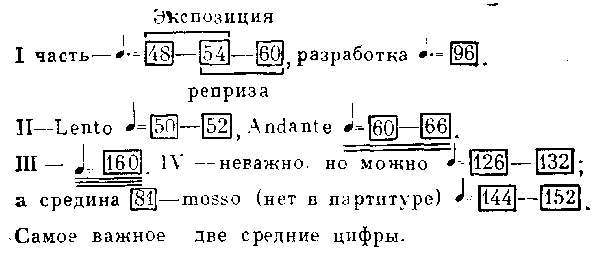 Экспозиция
I часть—♩.=48—54—60, разработка ♩.=96.
реприза
II—Lento ♩=50—52, Andante ♩=60—66.
III — ♩. 160. IV —неважно, но можно ♩=126—132;
а средина 81—mosso (нет в партитуре) ♩=144—152.
Самое важное две средние цифры.